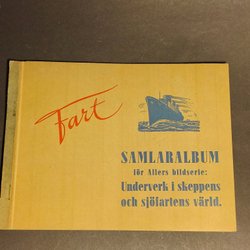 Fart
SAMLARALBUM
för Allers bildserie:
Underverk i skeppens
och sjöfartens värld.